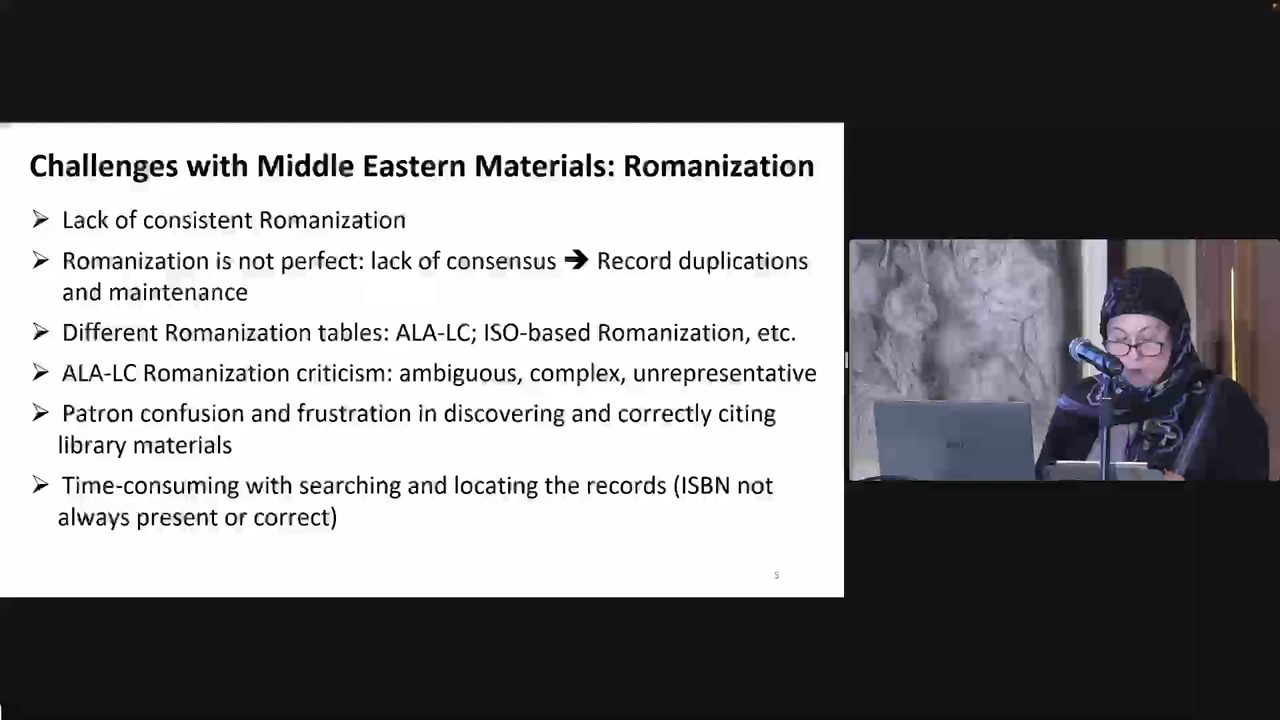 Challenges with Middle Eastern Materials: Romanization
➢ Lack of consistent Romanization
➢ Romanization is not perfect: lack of consensus ➔ Record duplications
and maintenance
➢ Different Romanization tables: ALA-LC; ISO-based Romanization, etc.
➢ ALA-LC Romanization criticism: ambiguous, complex, unrepresentative
➢ Patron confusion and frustration in discovering and correctly citing
library materials
➢ Time-consuming with searching and locating the records (ISBN not
always present or correct)
5